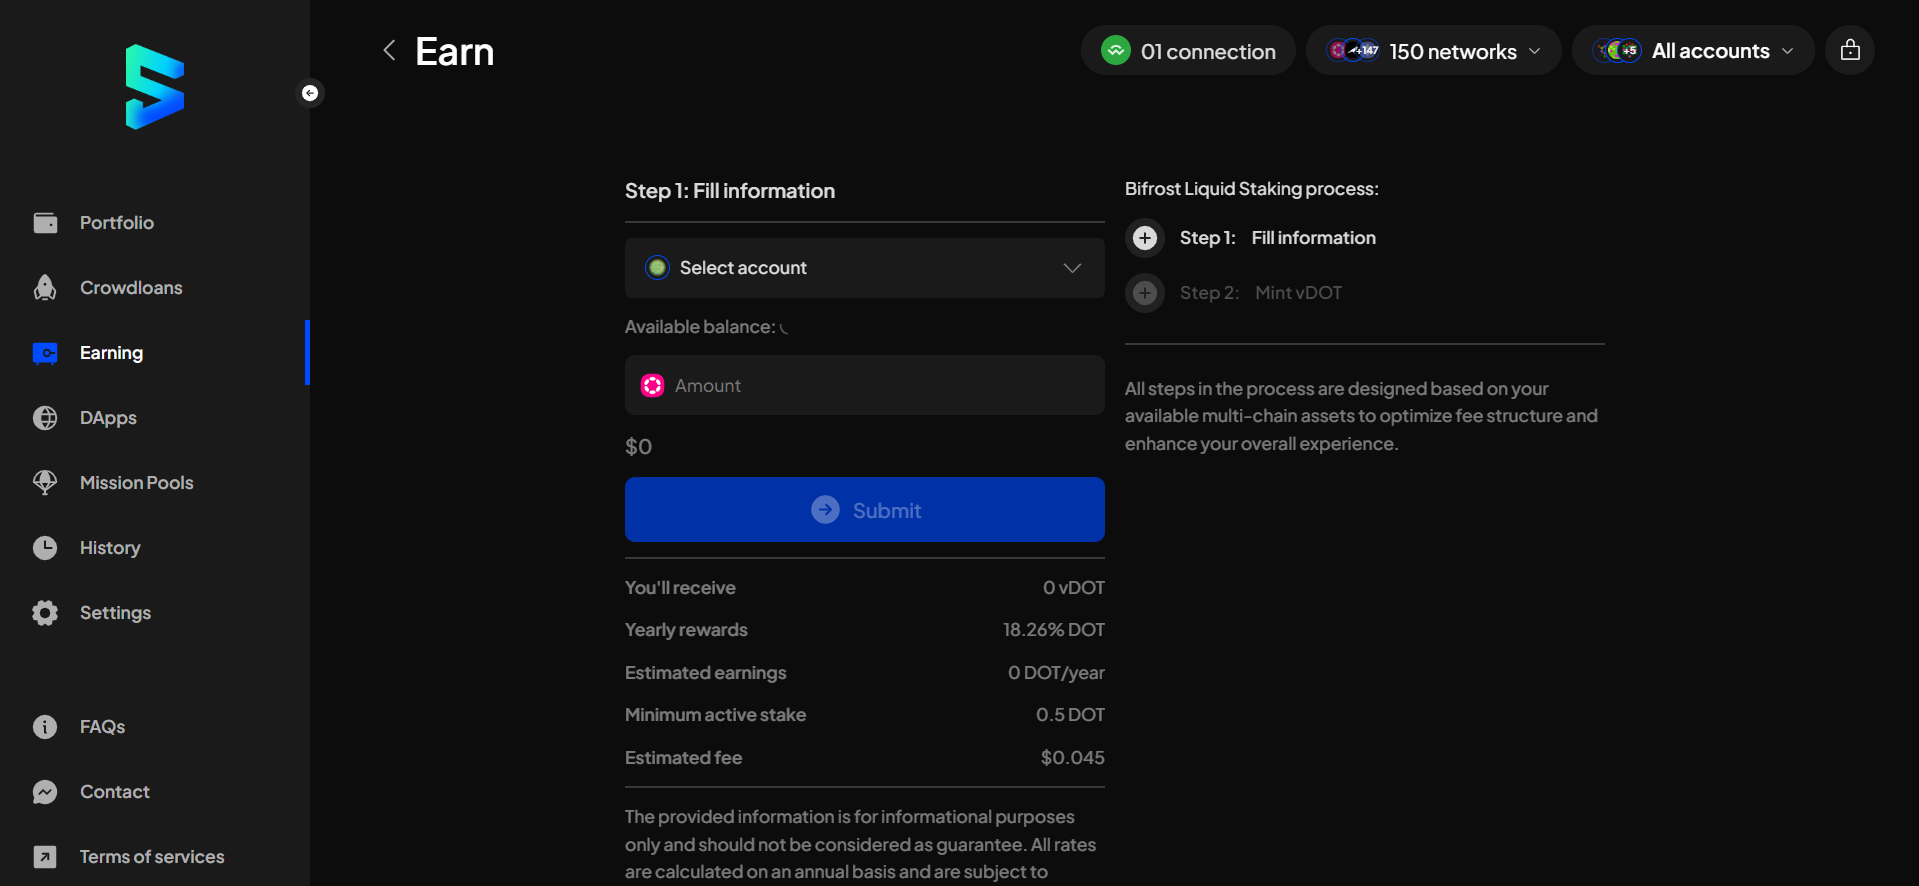 Earn
01 connection
+147
150 networks
+5
All accounts
Portfolio
Crowdloans
Earning
DApps
Mission Pools
History
Settings
FAQs
Contact
Terms of services
Step 1: Fill information
Select account
Available balance:
Amount
$0
Submit
You'll receive 0 vDOT
Yearly rewards 18.26% DOT
Estimated earnings 0 DOT/year
Minimum active stake 0.5 DOT
Estimated fee $0.045
The provided information is for informational purposes
only and should not be considered as guarantee. All rates
are calculated on an annual basis and are subject to
Bifrost Liquid Staking process:
Step 1: Fill information
Step 2: Mint vDOT
All steps in the process are designed based on your
available multi-chain assets to optimize fee structure and
enhance your overall experience.